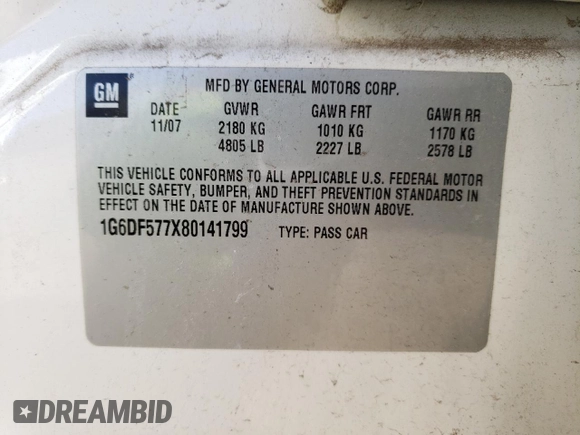 GM
MFD BY GENERAL MOTORS CORP.
DATE GVWR GAWR FRT GAWR RR
11/07 2180 KG 1010 KG 1170 KG
4805 LB 2227 LB 2578 LB
THIS VEHICLE CONFORMS TO ALL APPLICABLE U.S. FEDERAL MOTOR
VEHICLE SAFETY, BUMPER, AND THEFT PREVENTION STANDARDS IN
EFFECT ON THE DATE OF MANUFACTURE SHOWN ABOVE.
1G6DF577X80141799 TYPE: PASS CAR
DREAMBID